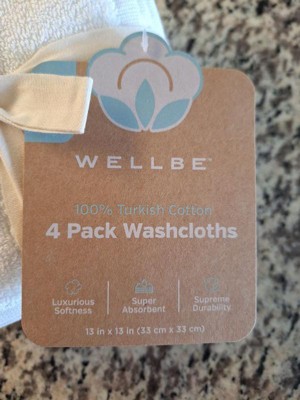 WELLBE™
100% Turkish Cotton
4 Pack Washcloths
Luxurious Softness
Super Absorbent
Supreme Durability
13 in x 13 in (33 cm x 33 cm)